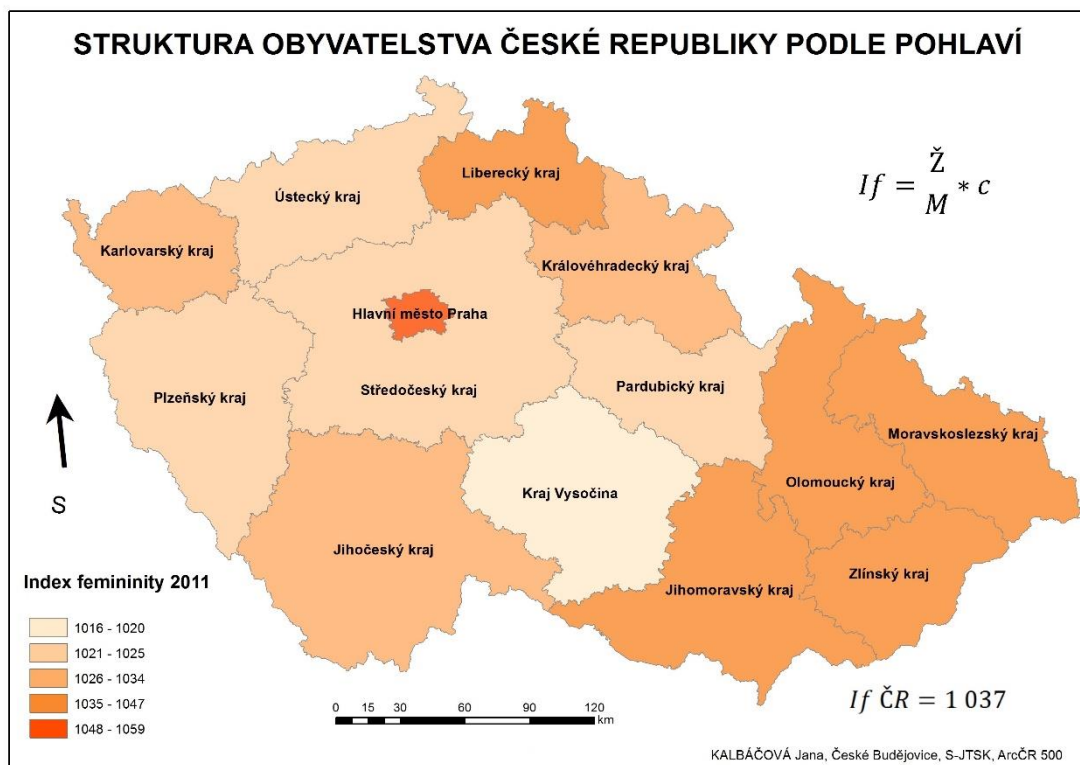 STRUKTURA OBYVATELSTVA ČESKÉ REPUBLIKY PODLE POHLAVÍ
Liberecký kraj
If = Ž/M * c
Ústecký kraj
Karlovarský kraj
Královéhradecký kraj
Hlavní město Praha
Středočeský kraj
Pardubický kraj
Plzeňský kraj
Moravskoslezský kraj
Olomoucký kraj
Kraj Vysočina
S
Jihočeský kraj
Zlínský kraj
Jihomoravský kraj
Index femininity 2011
1016 - 1020
1021 - 1025
1026 - 1034
1035 - 1047
1048 - 1059
0 15 30 60 90 120
km
If ČR = 1 037
KALBÁČOVÁ Jana, České Budějovice, S-JTSK, ArcČR 500